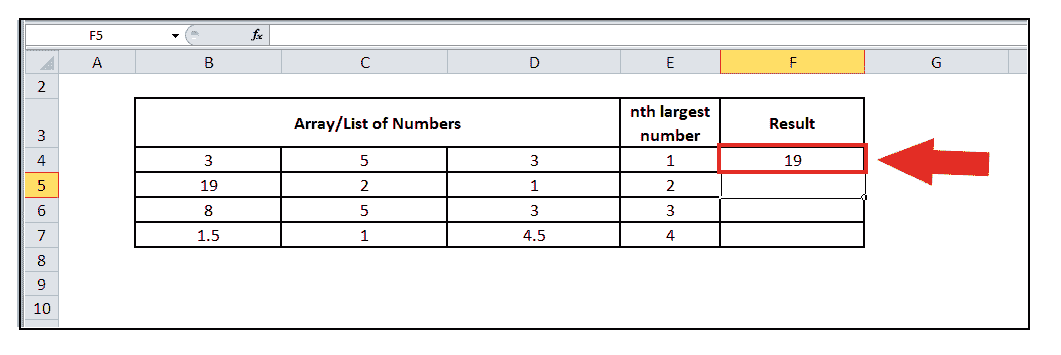 F5 fx
A B C D E F G
2
3 Array/List of Numbers nth largest number Result
4 3 5 3 1 19
5 19 2 1 2
6 8 5 3 3
7 1.5 1 4.5 4
8
9
10